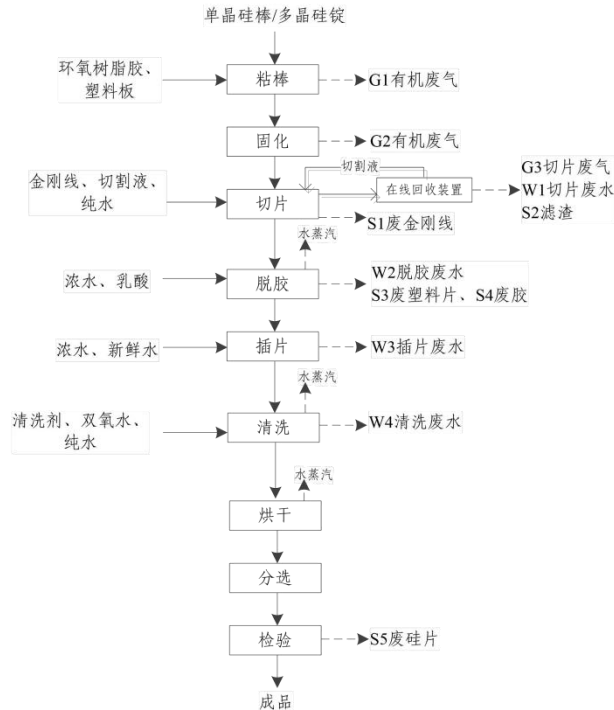 单晶硅棒/多晶硅锭
环氧树脂胶、
塑料板
粘棒
G1有机废气
固化
G2有机废气
切割液
金刚线、切割液、
纯水
切片
在线回收装置
G3切片废气
W1切片废水
S2滤渣
S1废金刚线
水蒸汽
浓水、乳酸
脱胶
W2脱胶废水
S3废塑料片、S4废胶
浓水、新鲜水
插片
W3插片废水
水蒸汽
清洗剂、双氧水、
纯水
清洗
W4清洗废水
水蒸汽
烘干
分选
检验
S5废硅片
成品